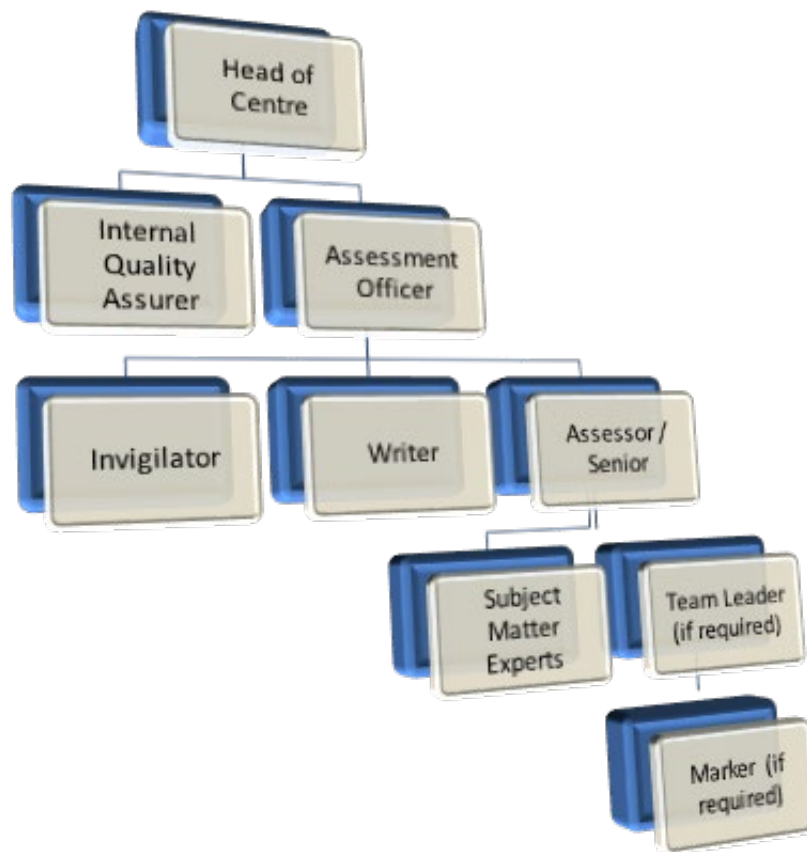 Head of
Centre
Internal
Quality
Assurer
Assessment
Officer
Invigilator
Writer
Assessor/
Senior
Subject
Matter
Experts
Team Leader
(if required)
Marker (if
required)